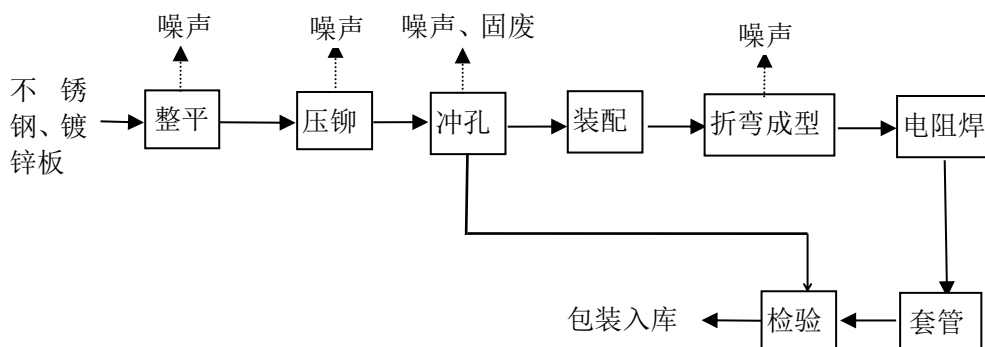 噪声
噪声
噪声、固废
噪声
不 锈
钢、镀
锌板
整平
压铆
冲孔
装配
折弯成型
电阻焊
包装入库
检验
套管